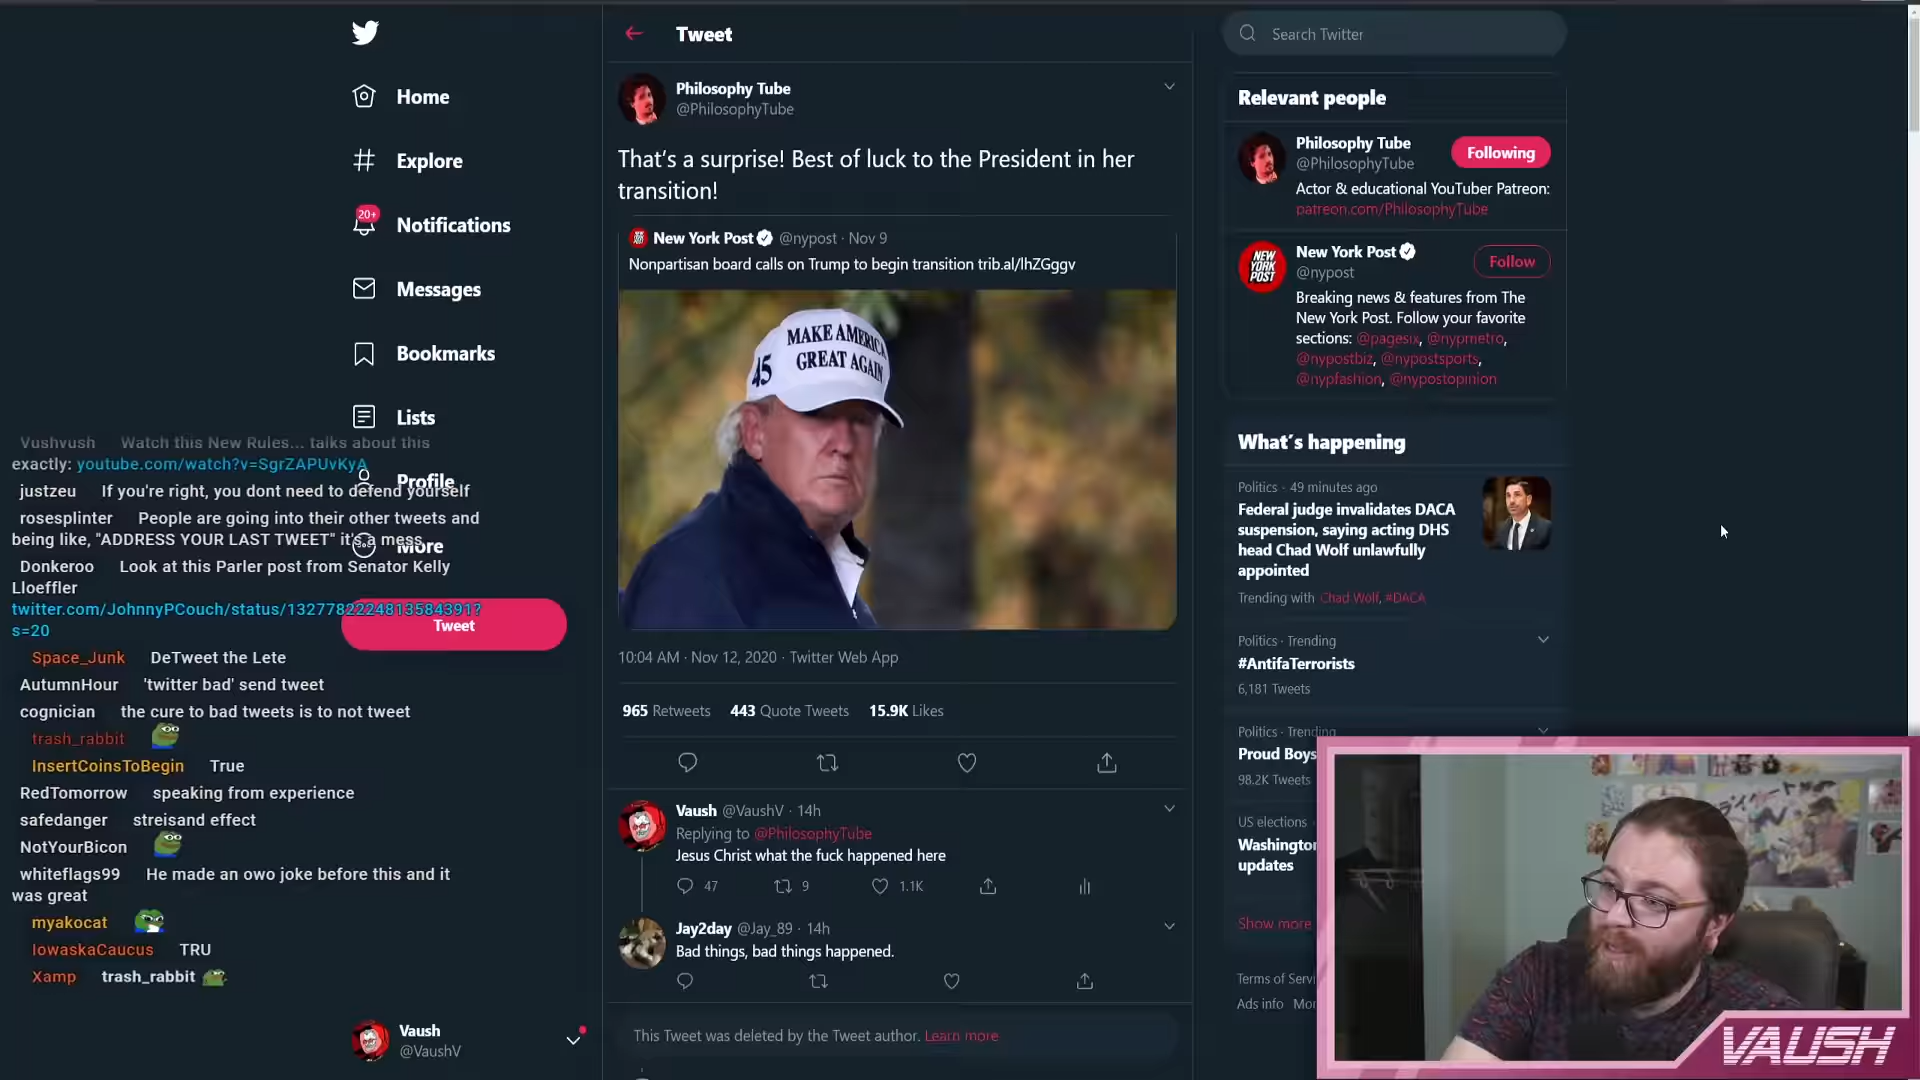 Home
Explore
20+
Notifications
Messages
Bookmarks
Lists
Profile
More
Tweet
Vaush
@VaushV
Vushvush Watch this New Rules... talks about this
exactly: youtube.com/watch?v=SgrZAPUvKyA
justzeu If you're right, you dont need to defend yourself
rosesplinter People are going into their other tweets and
being like, "ADDRESS YOUR LAST TWEET" it's a mess
Donkeroo Look at this Parler post from Senator Kelly
Lloeffler
twitter.com/JohnnyPCouch/status/1327782224813584391?
s=20
Space_Junk DeTweet the Lete
AutumnHour 'twitter bad' send tweet
cognician the cure to bad tweets is to not tweet
trash_rabbit
InsertCoinsToBegin True
RedTomorrow speaking from experience
safedanger streisand effect
NotYourBicon
whiteflags99 He made an owo joke before this and it
was great
myakocat
IowaskaCaucus TRU
Xamp trash_rabbit
Tweet
Philosophy Tube
@PhilosophyTube
That's a surprise! Best of luck to the President in her
transition!
New York Post @nypost · Nov 9
Nonpartisan board calls on Trump to begin transition trib.al/lhZGggv
MAKE AMERICA
GREAT AGAIN
45
10:04 AM · Nov 12, 2020 · Twitter Web App
965 Retweets 443 Quote Tweets 15.9K Likes
Vaush @VaushV · 14h
Replying to @PhilosophyTube
Jesus Christ what the fuck happened here
47 9 1.1K
Jay2day @Jay_89 · 14h
Bad things, bad things happened.
This Tweet was deleted by the Tweet author. Learn more
Search Twitter
Relevant people
Philosophy Tube
@PhilosophyTube
Following
Actor & educational YouTuber Patreon:
patreon.com/PhilosophyTube
NEW
YORK
POST
New York Post
@nypost
Follow
Breaking news & features from The
New York Post. Follow your favorite
sections: @pagesix, @nypmetro,
@nypostbiz, @nypostsports,
@nypfashion, @nypostopinion
What's happening
Politics · 49 minutes ago
Federal judge invalidates DACA
suspension, saying acting DHS
head Chad Wolf unlawfully
appointed
Trending with Chad Wolf, #DACA
Politics · Trending
#AntifaTerrorists
6,181 Tweets
Politics · Trending
Proud Boys
98.2K Tweets
US elections
Washington
updates
Show more
Terms of Servi
Ads info Mor
VAUSH